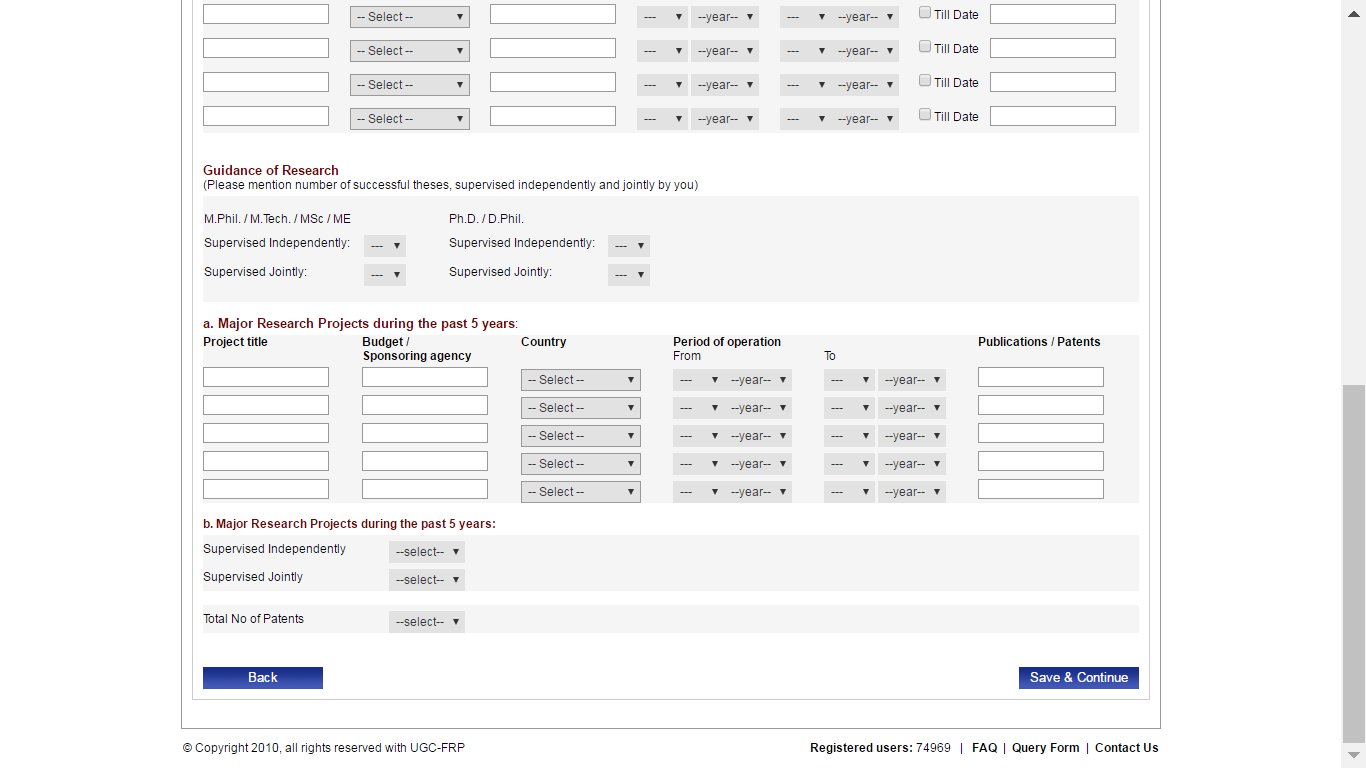 -- Select -- --- --year-- --- --year-- Till Date
-- Select -- --- --year-- --- --year-- Till Date
-- Select -- --- --year-- --- --year-- Till Date
-- Select -- --- --year-- --- --year-- Till Date
Guidance of Research
(Please mention number of successful theses, supervised independently and jointly by you)
M.Phil. / M.Tech. / MSc / ME Ph.D. / D.Phil.
Supervised Independently: --- Supervised Independently: ---
Supervised Jointly: --- Supervised Jointly: ---
a. Major Research Projects during the past 5 years:
Project title Budget / Country Period of operation Publications / Patents
Sponsoring agency From To
-- Select -- --- --year-- --- --year--
-- Select -- --- --year-- --- --year--
-- Select -- --- --year-- --- --year--
-- Select -- --- --year-- --- --year--
-- Select -- --- --year-- --- --year--
b. Major Research Projects during the past 5 years:
Supervised Independently --select--
Supervised Jointly --select--
Total No of Patents --select--
Back Save & Continue
© Copyright 2010, all rights reserved with UGC-FRP Registered users: 74969 | FAQ | Query Form | Contact Us